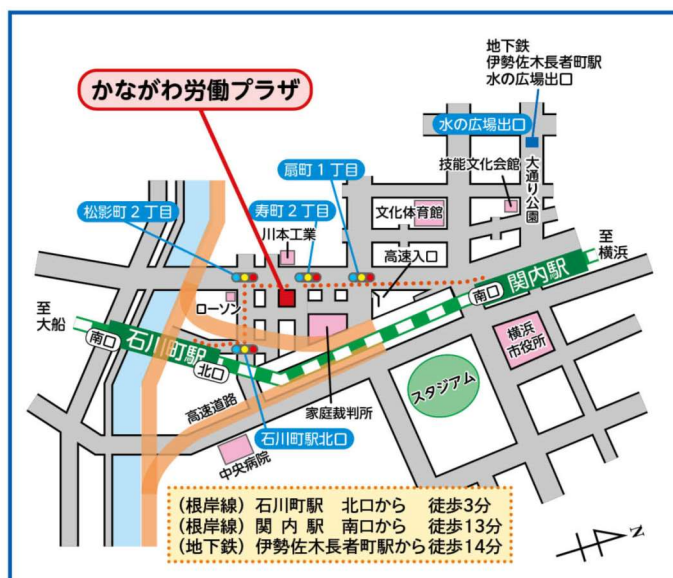 地下鉄
伊勢佐木長者町駅
水の広場出口
かながわ労働プラザ
水の広場出口
技能文化会館
大通り公園
扇町1丁目
松影町2丁目
寿町2丁目
文化体育館
川本工業
高速入口
至
横浜
関内駅
南口
ローソン
至
大船
南口
石川町駅
北口
横浜
市役所
スタジアム
高速道路
家庭裁判所
石川町駅北口
中央病院
(根岸線) 石川町駅 北口から 徒歩3分
(根岸線) 関内駅 南口から 徒歩13分
(地下鉄) 伊勢佐木長者町駅から 徒歩14分
N